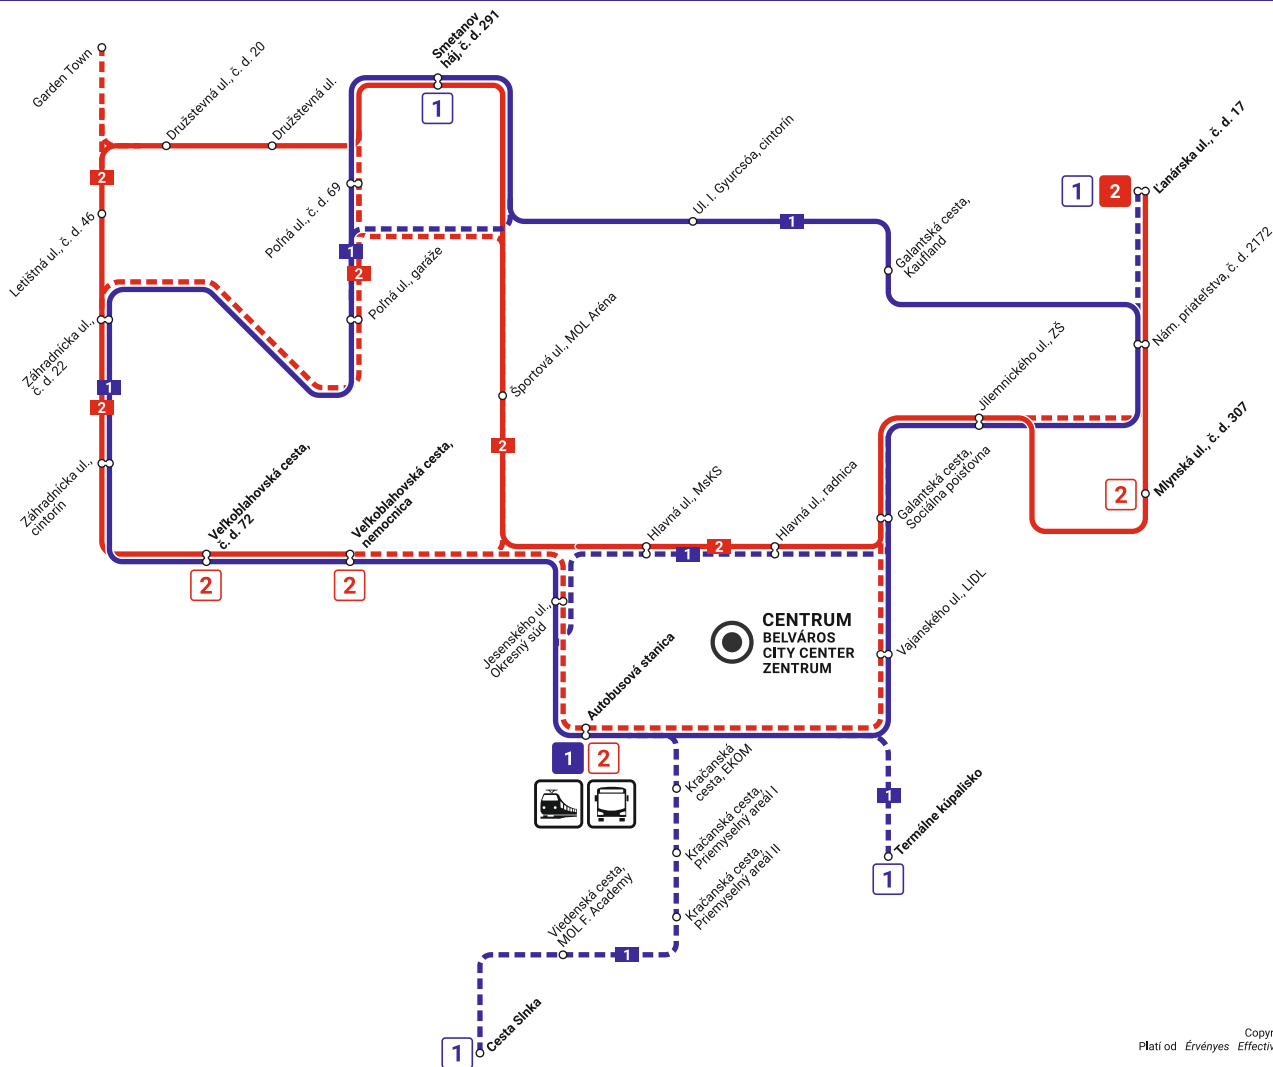 Smetanov
háj, č. d. 291
1
Garden Town
Družstevná ul., č. d. 20
Družstevná ul.
2
Letištná ul., č. d. 46
Poľná ul., č. d. 69
Ul. I. Gyurcsóa, cintorín
1
Galantská cesta,
Kaufland
1
2
Ľanárska ul., č. d. 17
Nám. priateľstva, č. d. 2172
1
2
Poľná ul., garáže
Záhradnícka ul.,
č. d. 22
1
2
Športová ul., MOL Aréna
2
Jilemnického ul., ZŠ
Mlynská ul., č. d. 307
2
Záhradnícka ul.,
cintorín
Veľkoblahovská cesta,
č. d. 72
2
Veľkoblahovská cesta,
nemocnica
2
Hlavná ul., MsKS
1
2
Hlavná ul., radnica
Galantská cesta,
Sociálna poisťovna
Jesenského ul.,
Okresný súd
CENTRUM
BELVÁROS
CITY CENTER
ZENTRUM
Vajanského ul., LIDL
Autobusová stanica
1
2
Kračanská
cesta, EKOM
Kračanská cesta,
Priemyselný areál I
Kračanská cesta,
Priemyselný areál II
1
Termálne kúpalisko
1
Viedenská cesta,
MOL F. Academy
1
Cesta Slnka
1
Copyr
Platí od Érvényes Effectiv